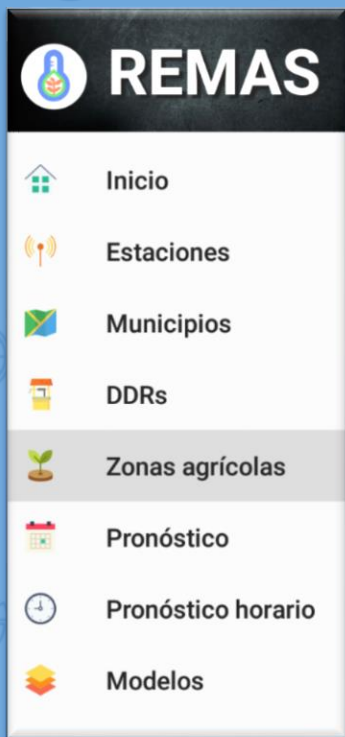 REMAS
Inicio
Estaciones
Municipios
DDRs
Zonas agrícolas
Pronóstico
Pronóstico horario
Modelos